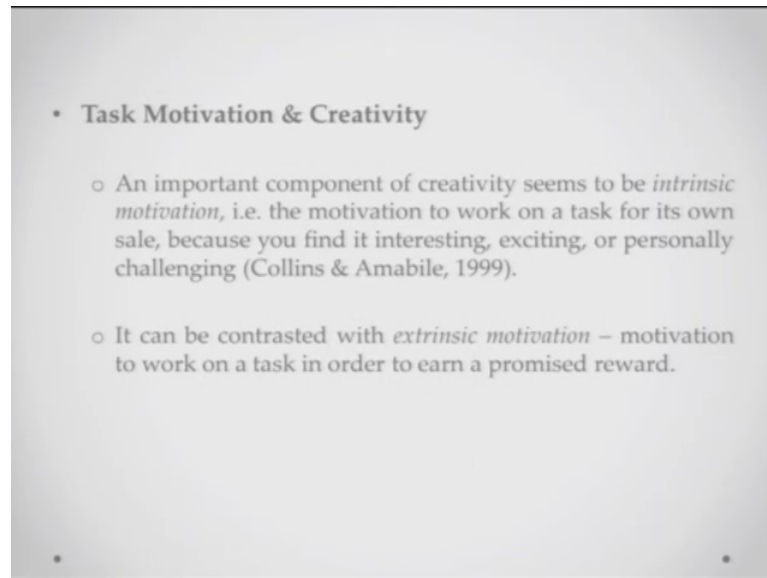 • Task Motivation & Creativity
o An important component of creativity seems to be intrinsic
motivation, i.e. the motivation to work on a task for its own
sale, because you find it interesting, exciting, or personally
challenging (Collins & Amabile, 1999).
o It can be contrasted with extrinsic motivation – motivation
to work on a task in order to earn a promised reward.